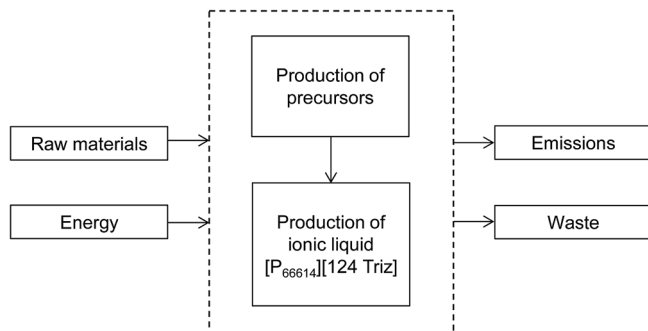 Production of
precursors
Raw materials
Emissions
Energy
Production of
ionic liquid
[P₆₆₆₁₄][124 Triz]
Waste